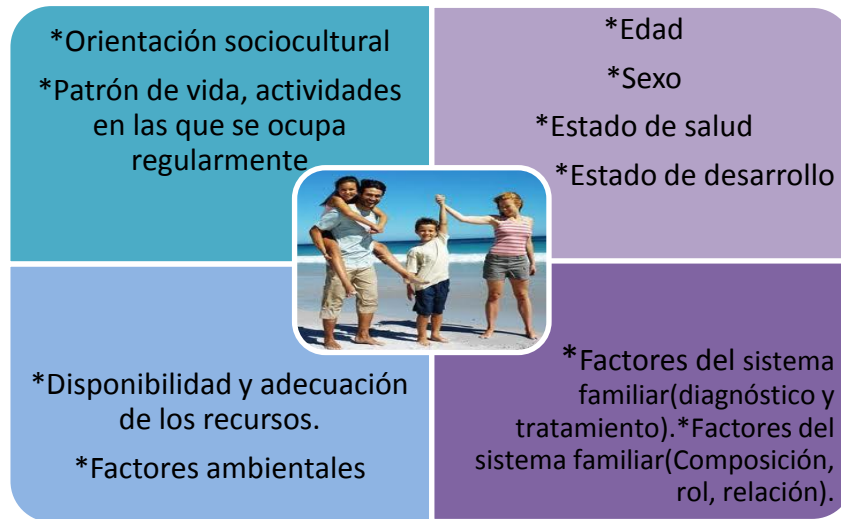 *Orientación sociocultural
*Patrón de vida, actividades
en las que se ocupa
regularmente
*Edad
*Sexo
*Estado de salud
*Estado de desarrollo
*Disponibilidad y adecuación
de los recursos.
*Factores ambientales
*Factores del sistema
familiar(diagnóstico y
tratamiento).*Factores del
sistema familiar(Composición,
rol, relación).